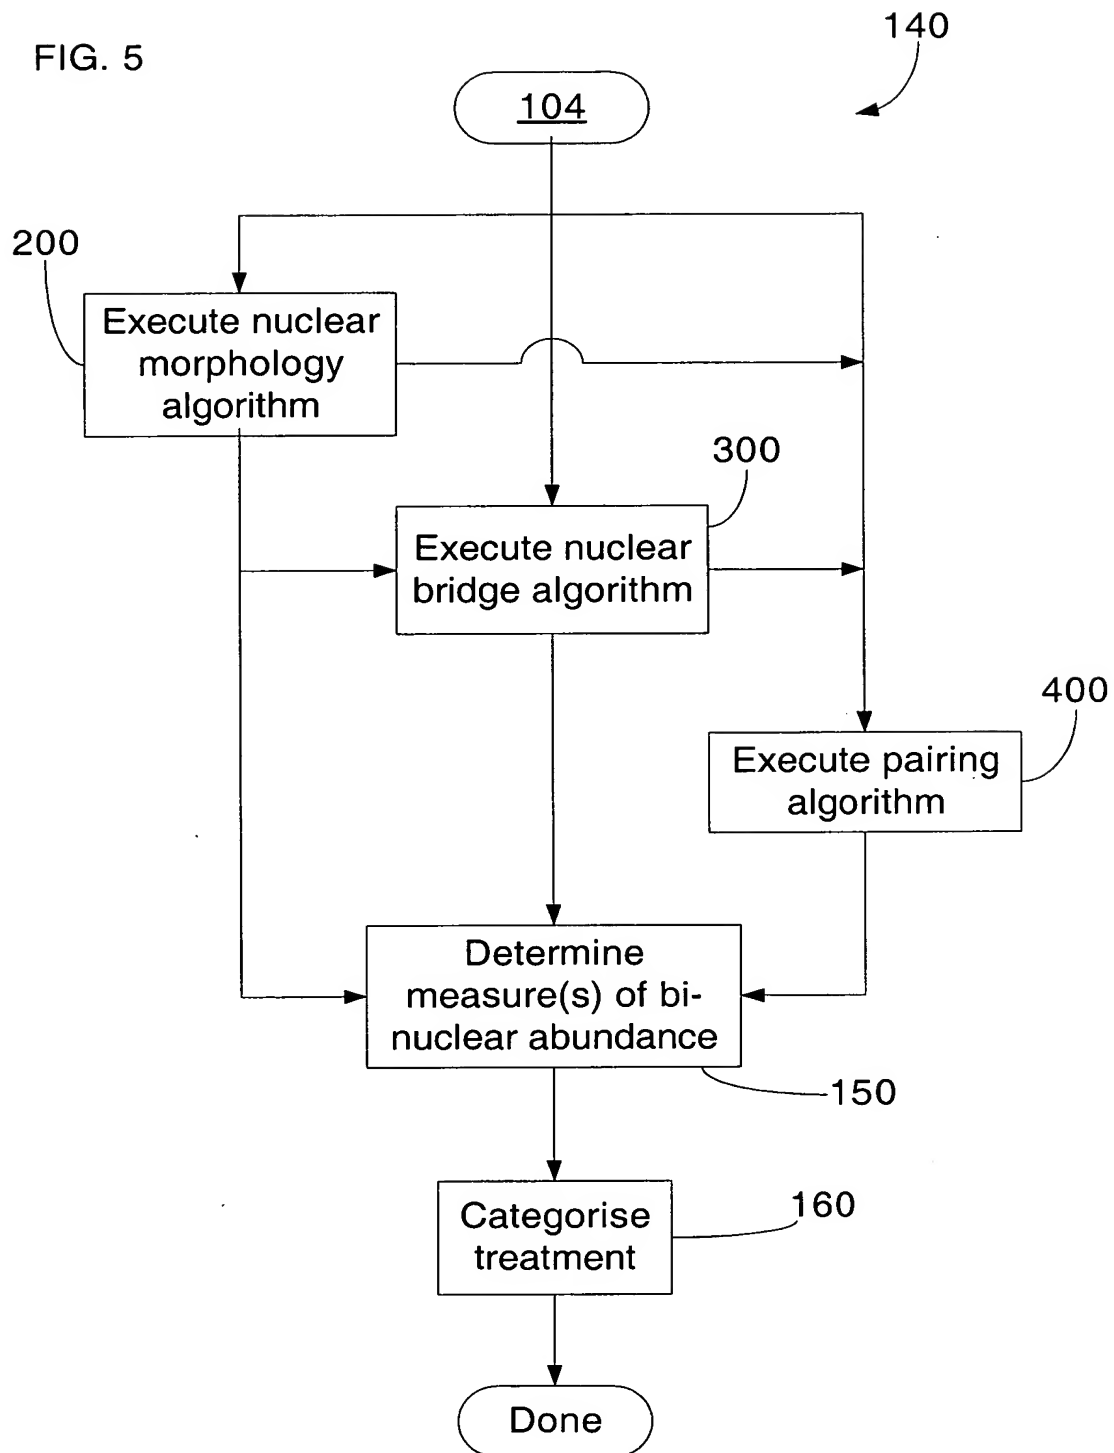 FIG. 5
140
104
200
Execute nuclear
morphology
algorithm
300
Execute nuclear
bridge algorithm
400
Execute pairing
algorithm
Determine
measure(s) of bi-
nuclear abundance
150
Categorise
treatment
160
Done